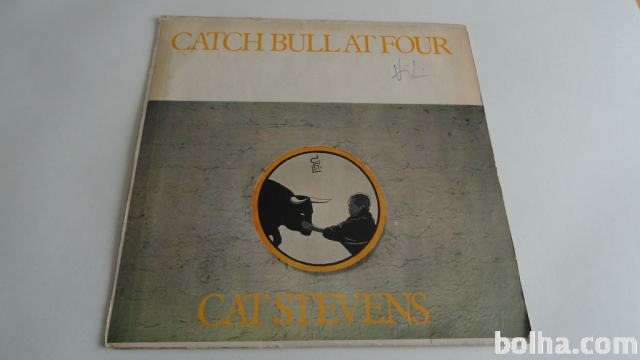 CATCH BULL AT FOUR
CAT STEVENS
bolha.com